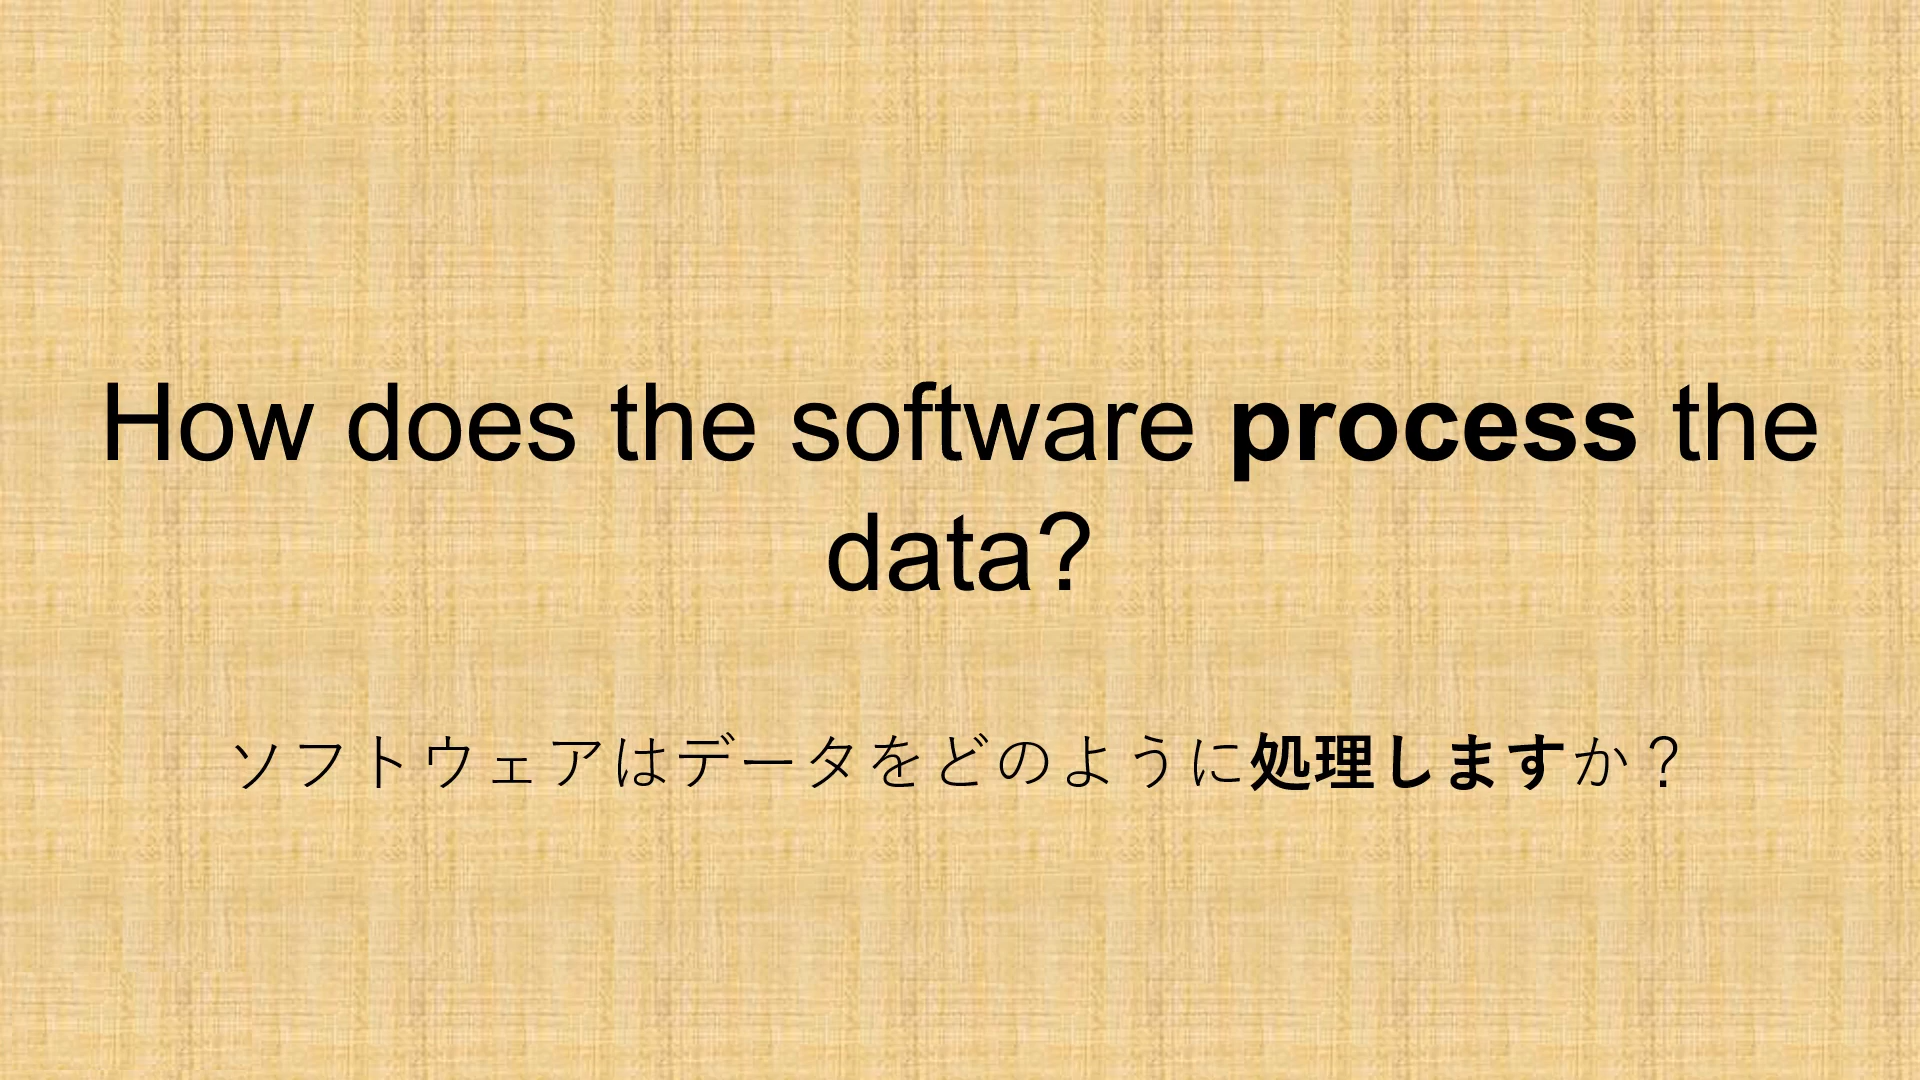 How does the software process the
data?
ソフトウェアはデータをどのように処理しますか？